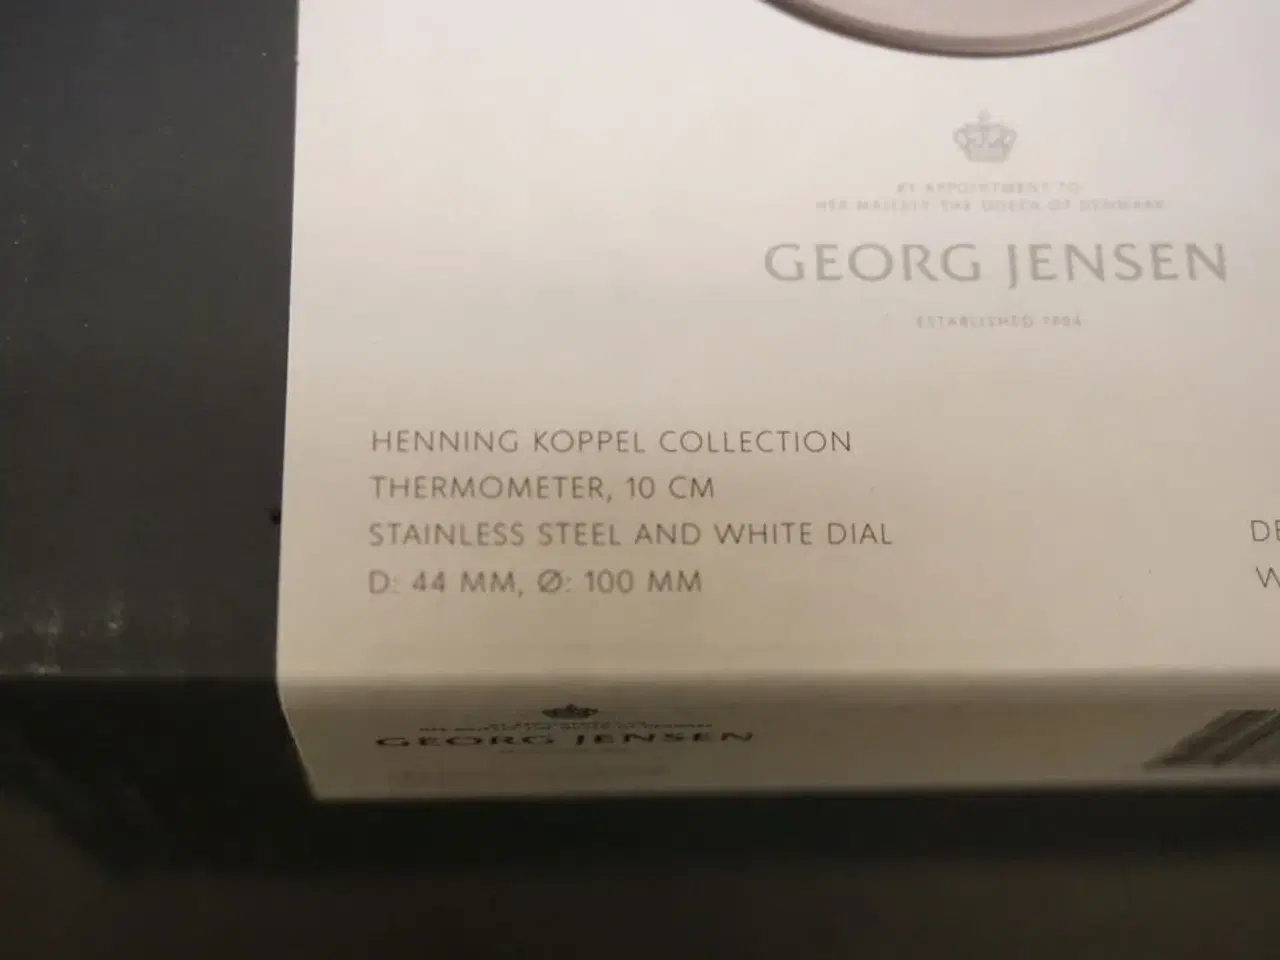 BY APPOINTMENT TO
HER MAJESTY THE QUEEN OF DENMARK
GEORG JENSEN
ESTABLISHED 1904
HENNING KOPPEL COLLECTION
THERMOMETER, 10 CM
STAINLESS STEEL AND WHITE DIAL
D: 44 MM, Ø: 100 MM
DE
W
GEORG JENSEN